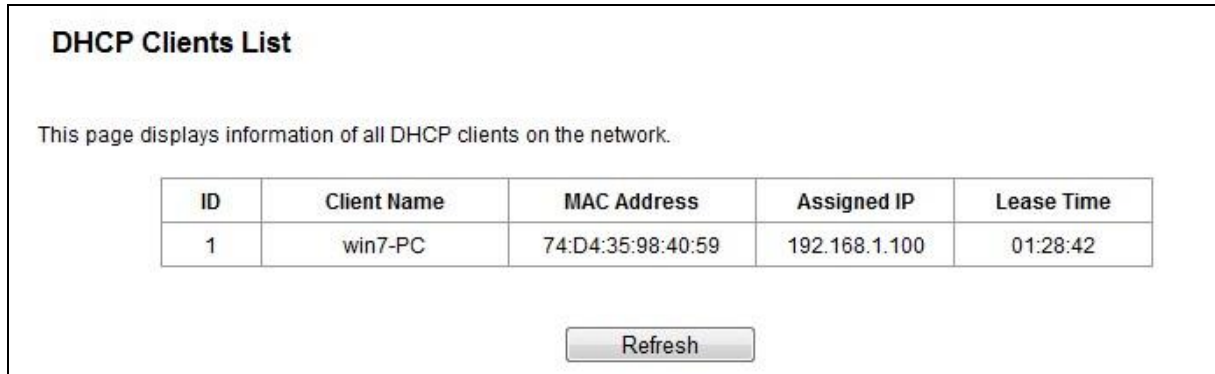 DHCP Clients List
This page displays information of all DHCP clients on the network.
ID Client Name MAC Address Assigned IP Lease Time
1 win7-PC 74:D4:35:98:40:59 192.168.1.100 01:28:42
Refresh